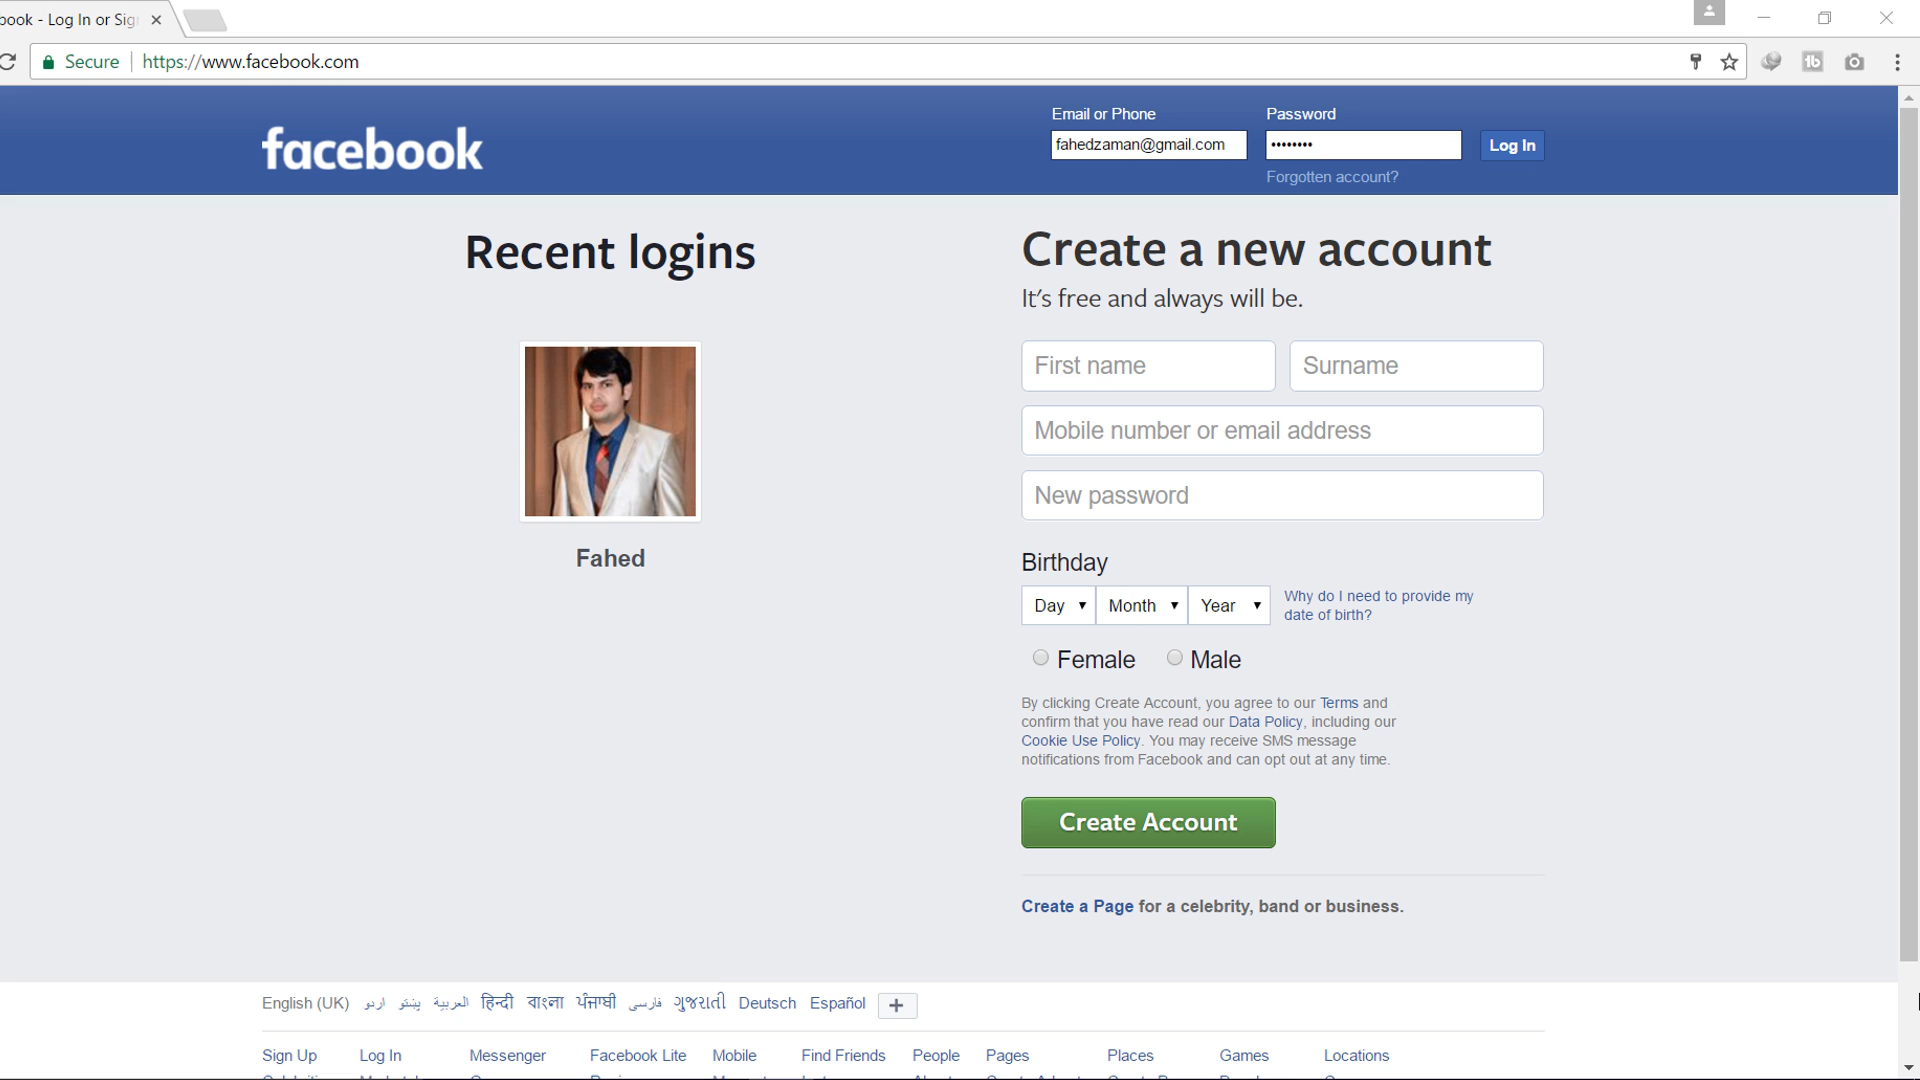 book - Log In or Sig
Secure https://www.facebook.com
facebook
Email or Phone
Password
fahedzaman@gmail.com
••••••••
Log In
Forgotten account?
Recent logins
Fahed
Create a new account
It's free and always will be.
First name
Surname
Mobile number or email address
New password
Birthday
Day Month Year
Why do I need to provide my
date of birth?
Female Male
By clicking Create Account, you agree to our Terms and
confirm that you have read our Data Policy, including our
Cookie Use Policy. You may receive SMS message
notifications from Facebook and can opt out at any time.
Create Account
Create a Page for a celebrity, band or business.
English (UK) اردو پښتو العربية हिन्दी বাংলা ਪੰਜਾਬੀ فارسی ગુજરાતી Deutsch Español +
Sign Up Log In Messenger Facebook Lite Mobile Find Friends People Pages Places Games Locations